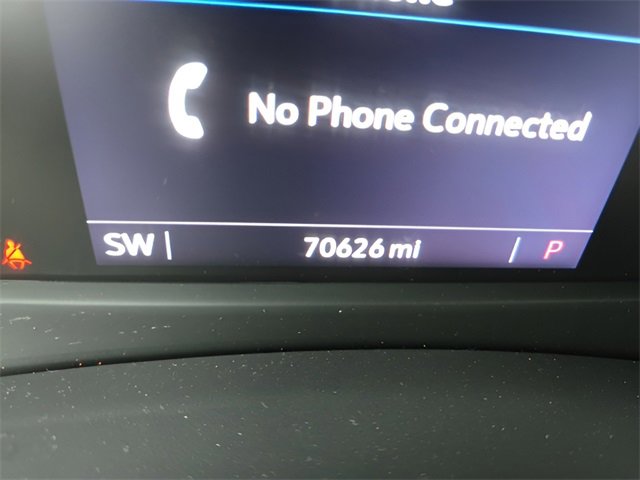 No Phone Connected
SW
70626 mi
P